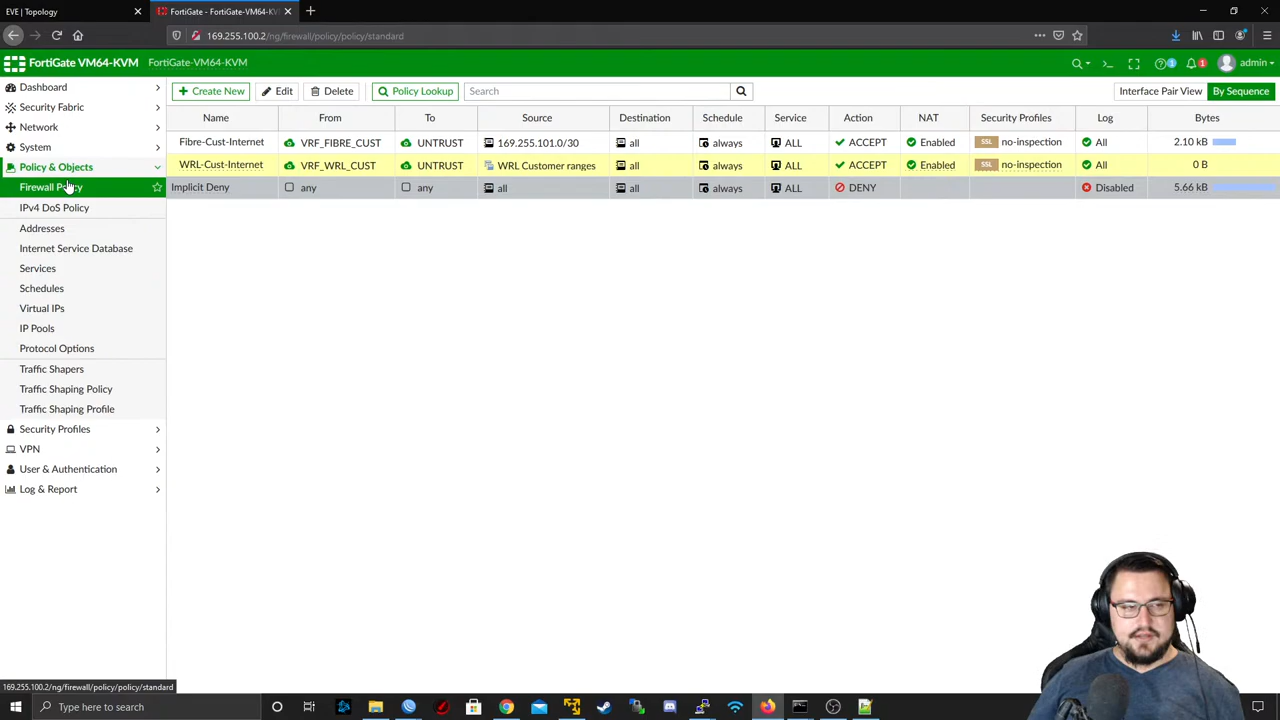 EVE | Topology
FortiGate - FortiGate-VM64-KV
169.255.100.2/ng/firewall/policy/policy/standard
FortiGate VM64-KVM
FortiGate-VM64-KVM
1
1
admin
Dashboard
Security Fabric
Network
System
Policy & Objects
Firewall Policy
IPv4 DoS Policy
Addresses
Internet Service Database
Services
Schedules
Virtual IPs
IP Pools
Protocol Options
Traffic Shapers
Traffic Shaping Policy
Traffic Shaping Profile
Security Profiles
VPN
User & Authentication
Log & Report
Create New Edit Delete Policy Lookup Search Interface Pair View By Sequence
Name From To Source Destination Schedule Service Action NAT Security Profiles Log Bytes
Fibre-Cust-Internet VRF_FIBRE_CUST UNTRUST 169.255.101.0/30 all always ALL ACCEPT Enabled SSL no-inspection All 2.10 kB
WRL-Cust-Internet VRF_WRL_CUST UNTRUST WRL Customer ranges all always ALL ACCEPT Enabled SSL no-inspection All 0 B
Implicit Deny any any all all always ALL DENY Disabled 5.66 kB
169.255.100.2/ng/firewall/policy/policy/standard
Type here to search